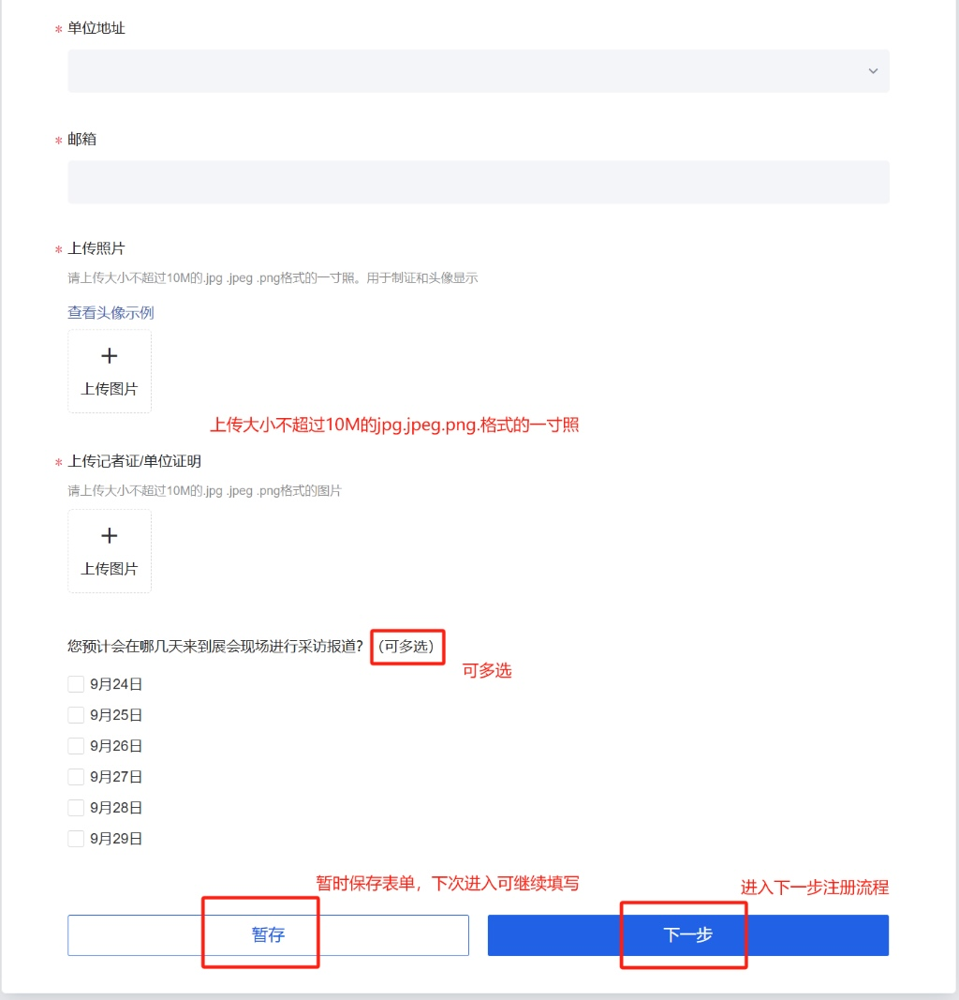 * 单位地址
* 邮箱
* 上传照片
请上传大小不超过10M的.jpg .jpeg .png格式的一寸照。用于制证和头像显示
查看头像示例
+
上传图片
上传大小不超过10M的jpg.jpeg.png.格式的一寸照
* 上传记者证/单位证明
请上传大小不超过10M的.jpg .jpeg .png格式的图片
+
上传图片
您预计会在哪几天来到展会现场进行采访报道? (可多选)
可多选
9月24日
9月25日
9月26日
9月27日
9月28日
9月29日
暂时保存表单，下次进入可继续填写
进入下一步注册流程
暂存
下一步